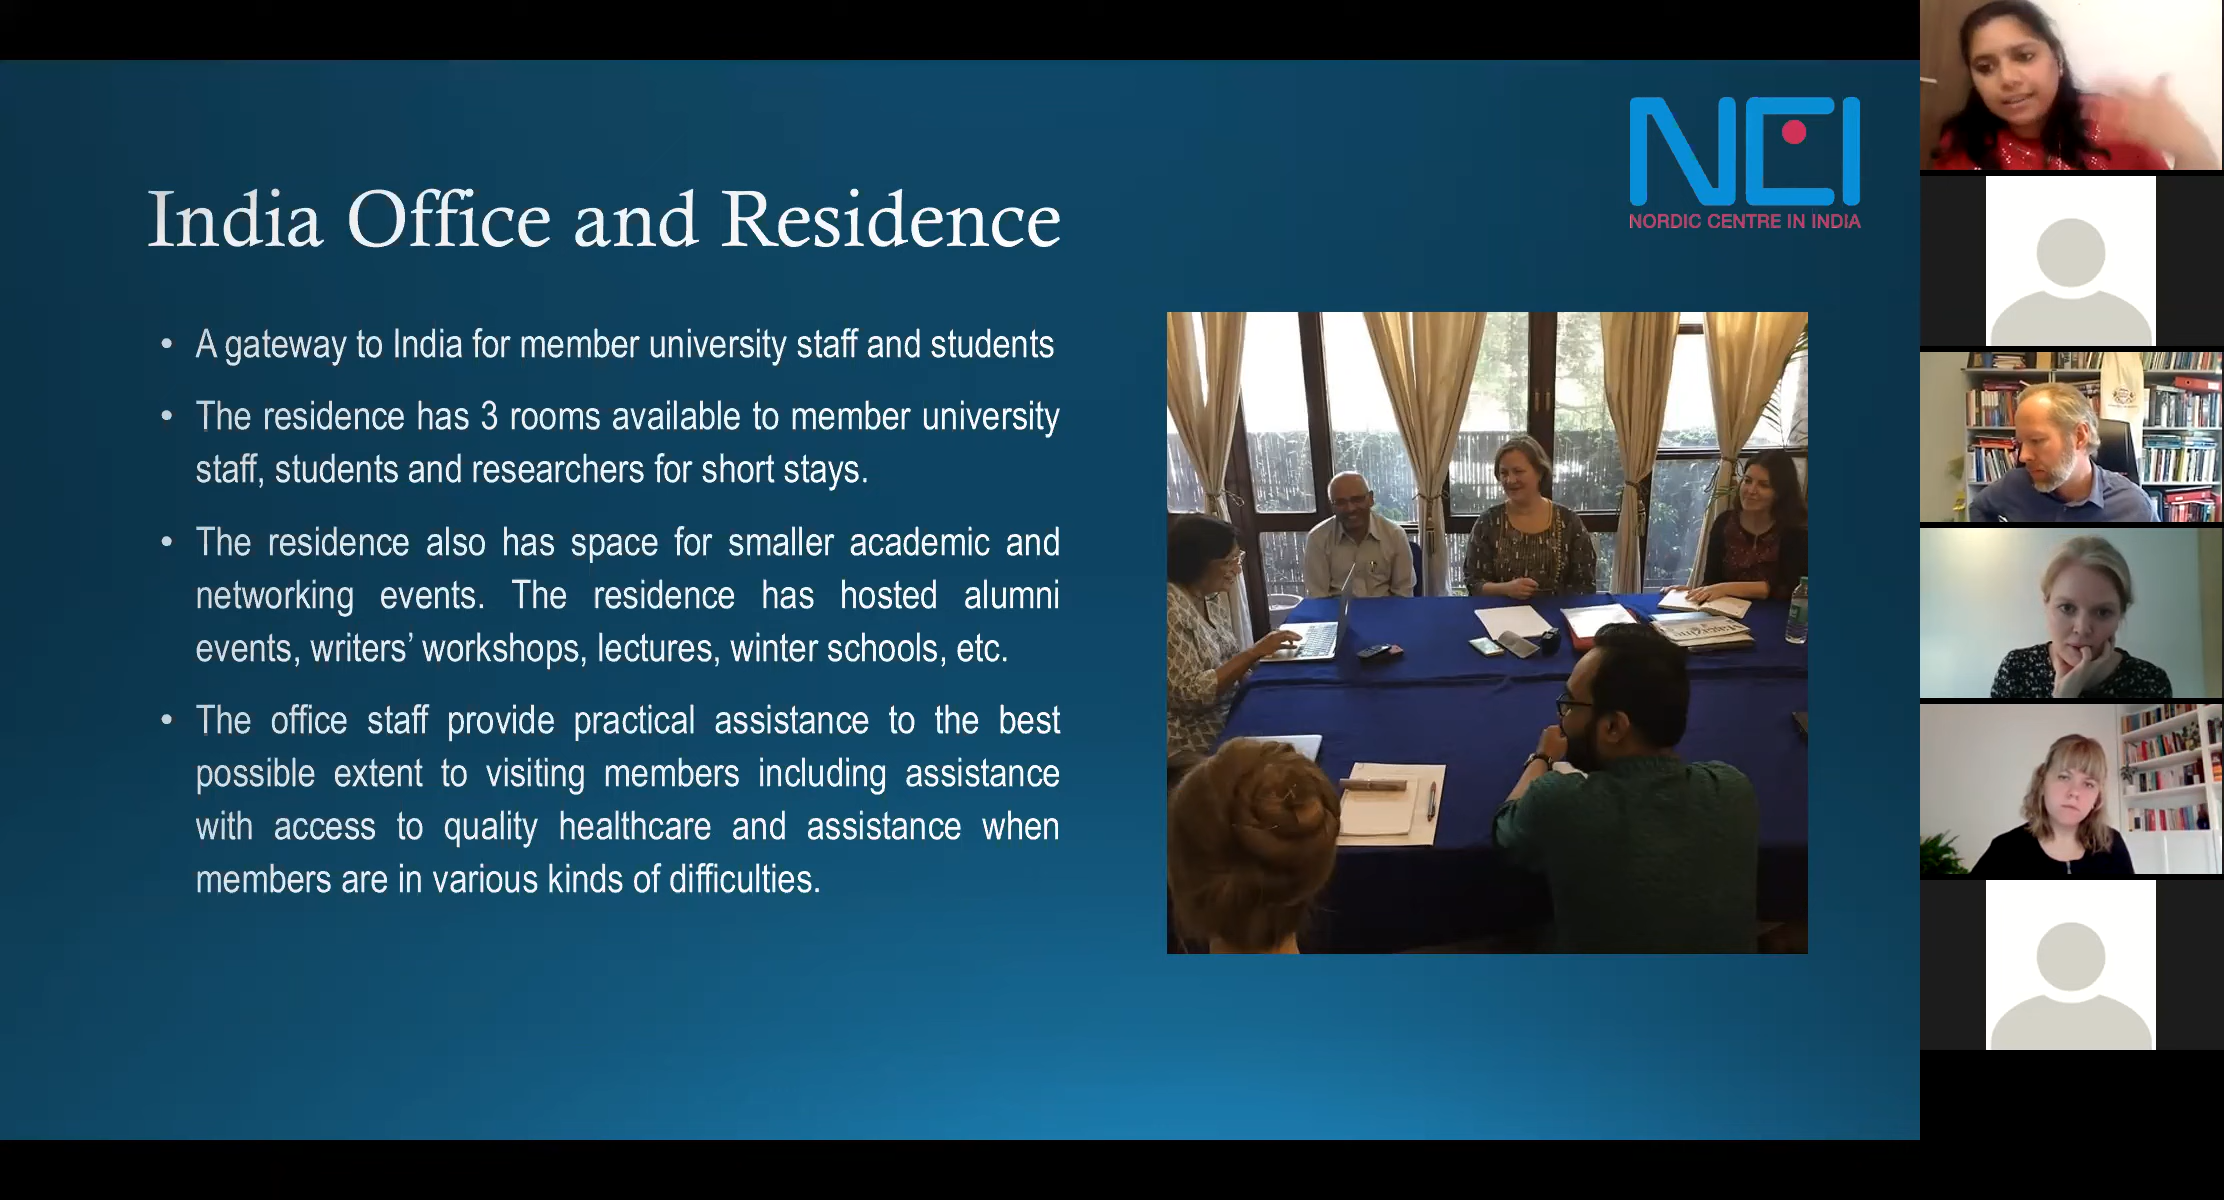 NCI
NORDIC CENTRE IN INDIA
India Office and Residence
• A gateway to India for member university staff and students
• The residence has 3 rooms available to member university
staff, students and researchers for short stays.
• The residence also has space for smaller academic and
networking events. The residence has hosted alumni
events, writers’ workshops, lectures, winter schools, etc.
• The office staff provide practical assistance to the best
possible extent to visiting members including assistance
with access to quality healthcare and assistance when
members are in various kinds of difficulties.